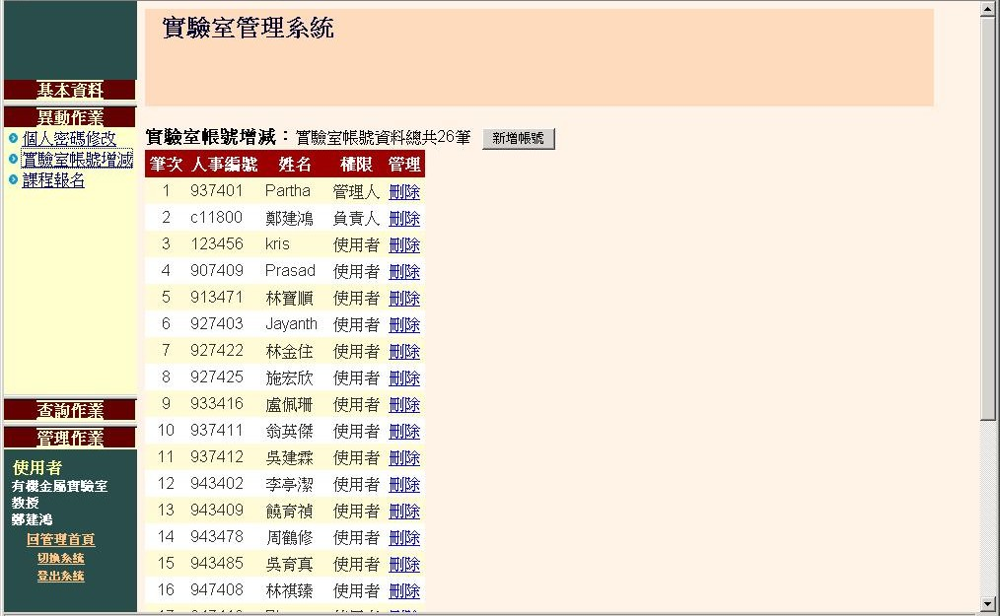 實驗室管理系統
基本資料
異動作業
個人密碼修改
實驗室帳號增減
課程報名
查詢作業
管理作業
使用者
有機金屬實驗室
教授
鄭建鴻
回管理首頁
切換系統
登出系統
實驗室帳號增減：實驗室帳號資料總共26筆 新增帳號
筆次 人事編號 姓名 權限 管理
1 937401 Partha 管理人 刪除
2 c11800 鄭建鴻 負責人 刪除
3 123456 kris 使用者 刪除
4 907409 Prasad 使用者 刪除
5 913471 林寶順 使用者 刪除
6 927403 Jayanth 使用者 刪除
7 927422 林金住 使用者 刪除
8 927425 施宏欣 使用者 刪除
9 933416 盧佩珊 使用者 刪除
10 937411 翁英傑 使用者 刪除
11 937412 吳建霖 使用者 刪除
12 943402 李亭潔 使用者 刪除
13 943409 饒育禎 使用者 刪除
14 943478 周鶴修 使用者 刪除
15 943485 吳育真 使用者 刪除
16 947408 林祺臻 使用者 刪除